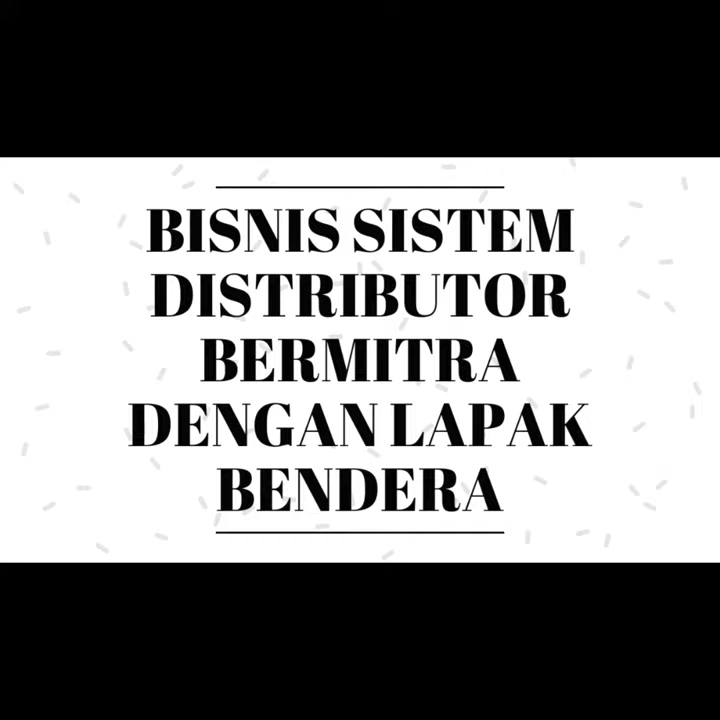 BISNIS SISTEM
DISTRIBUTOR
BERMITRA
DENGAN LAPAK
BENDERA